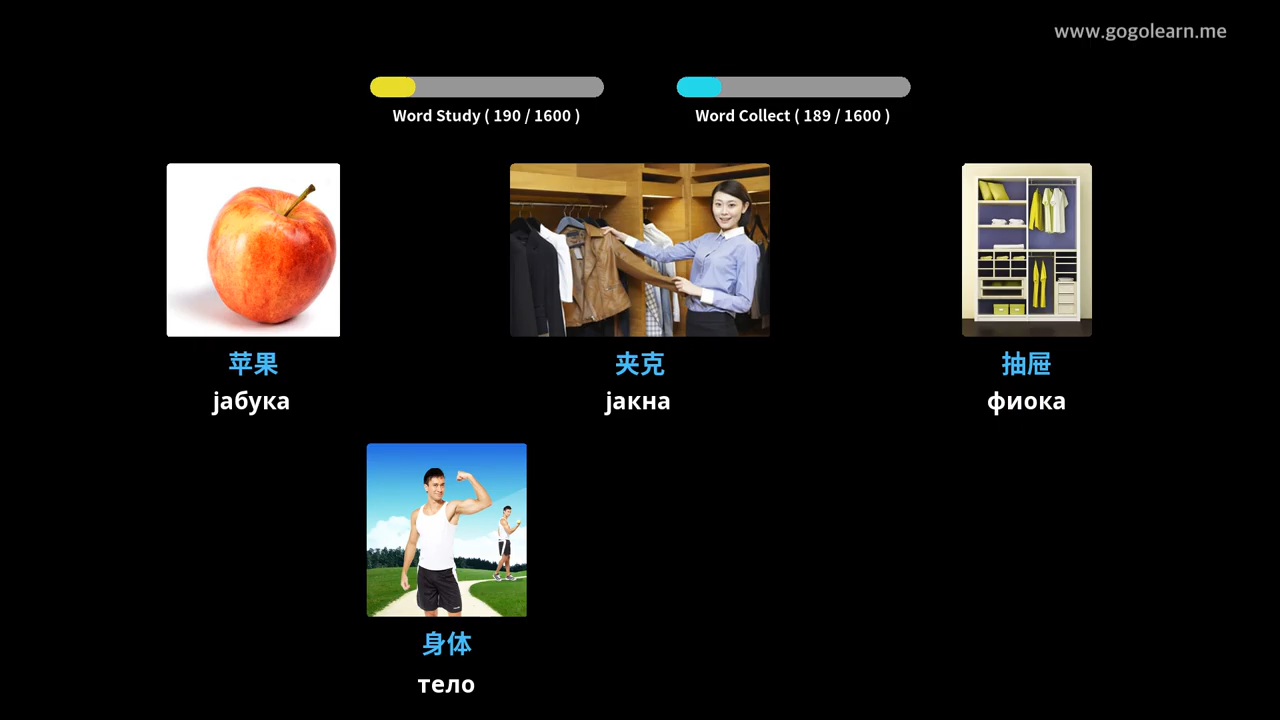 www.gogolearn.me
Word Study ( 190 / 1600 )
Word Collect ( 189 / 1600 )
苹果
јабука
夹克
јакна
抽屉
фиока
身体
тело